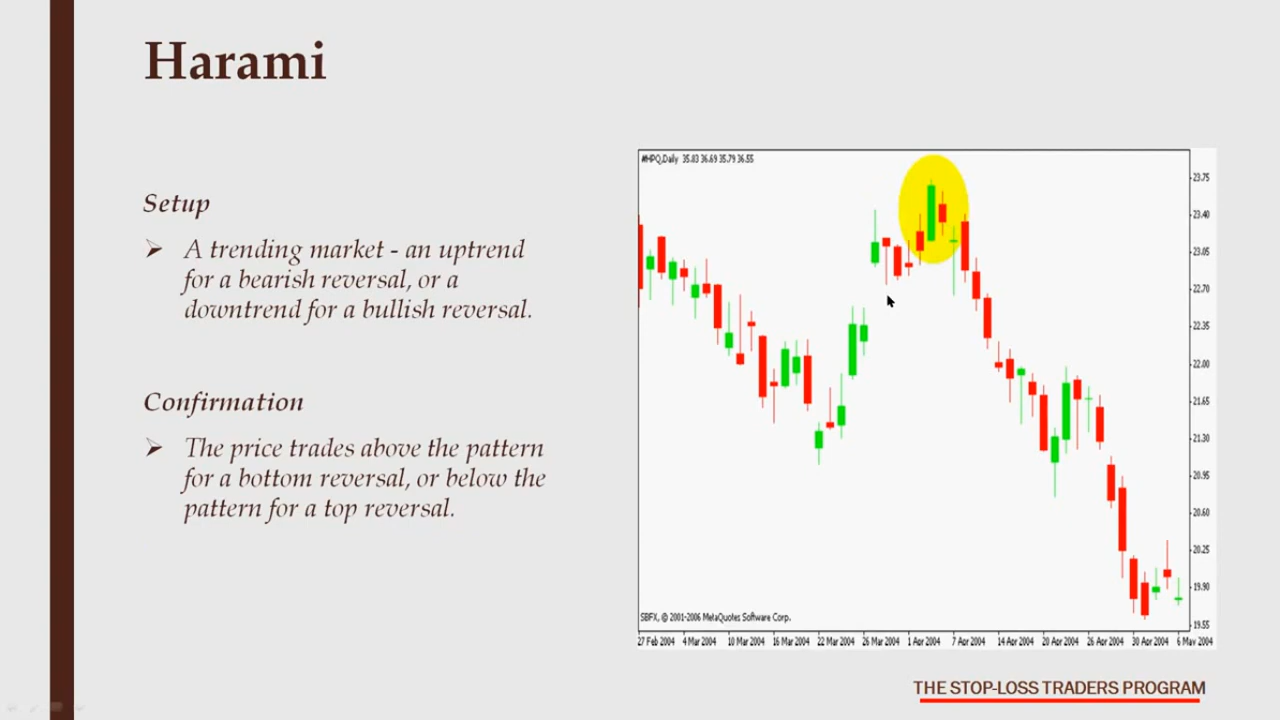 Harami
Setup
➢ A trending market - an uptrend
for a bearish reversal, or a
downtrend for a bullish reversal.
Confirmation
➢ The price trades above the pattern
for a bottom reversal, or below the
pattern for a top reversal.
#HPQ,Daily 35.83 36.69 35.79 36.55
23.75
23.40
23.05
22.70
22.35
22.00
21.65
21.30
20.95
20.60
20.25
19.90
19.55
SBFX, © 2001-2006 MetaQuotes Software Corp.
27 Feb 2004 4 Mar 2004 10 Mar 2004 16 Mar 2004 22 Mar 2004 26 Mar 2004 1 Apr 2004 7 Apr 2004 14 Apr 2004 20 Apr 2004 26 Apr 2004 30 Apr 2004 6 May 2004
THE STOP-LOSS TRADERS PROGRAM